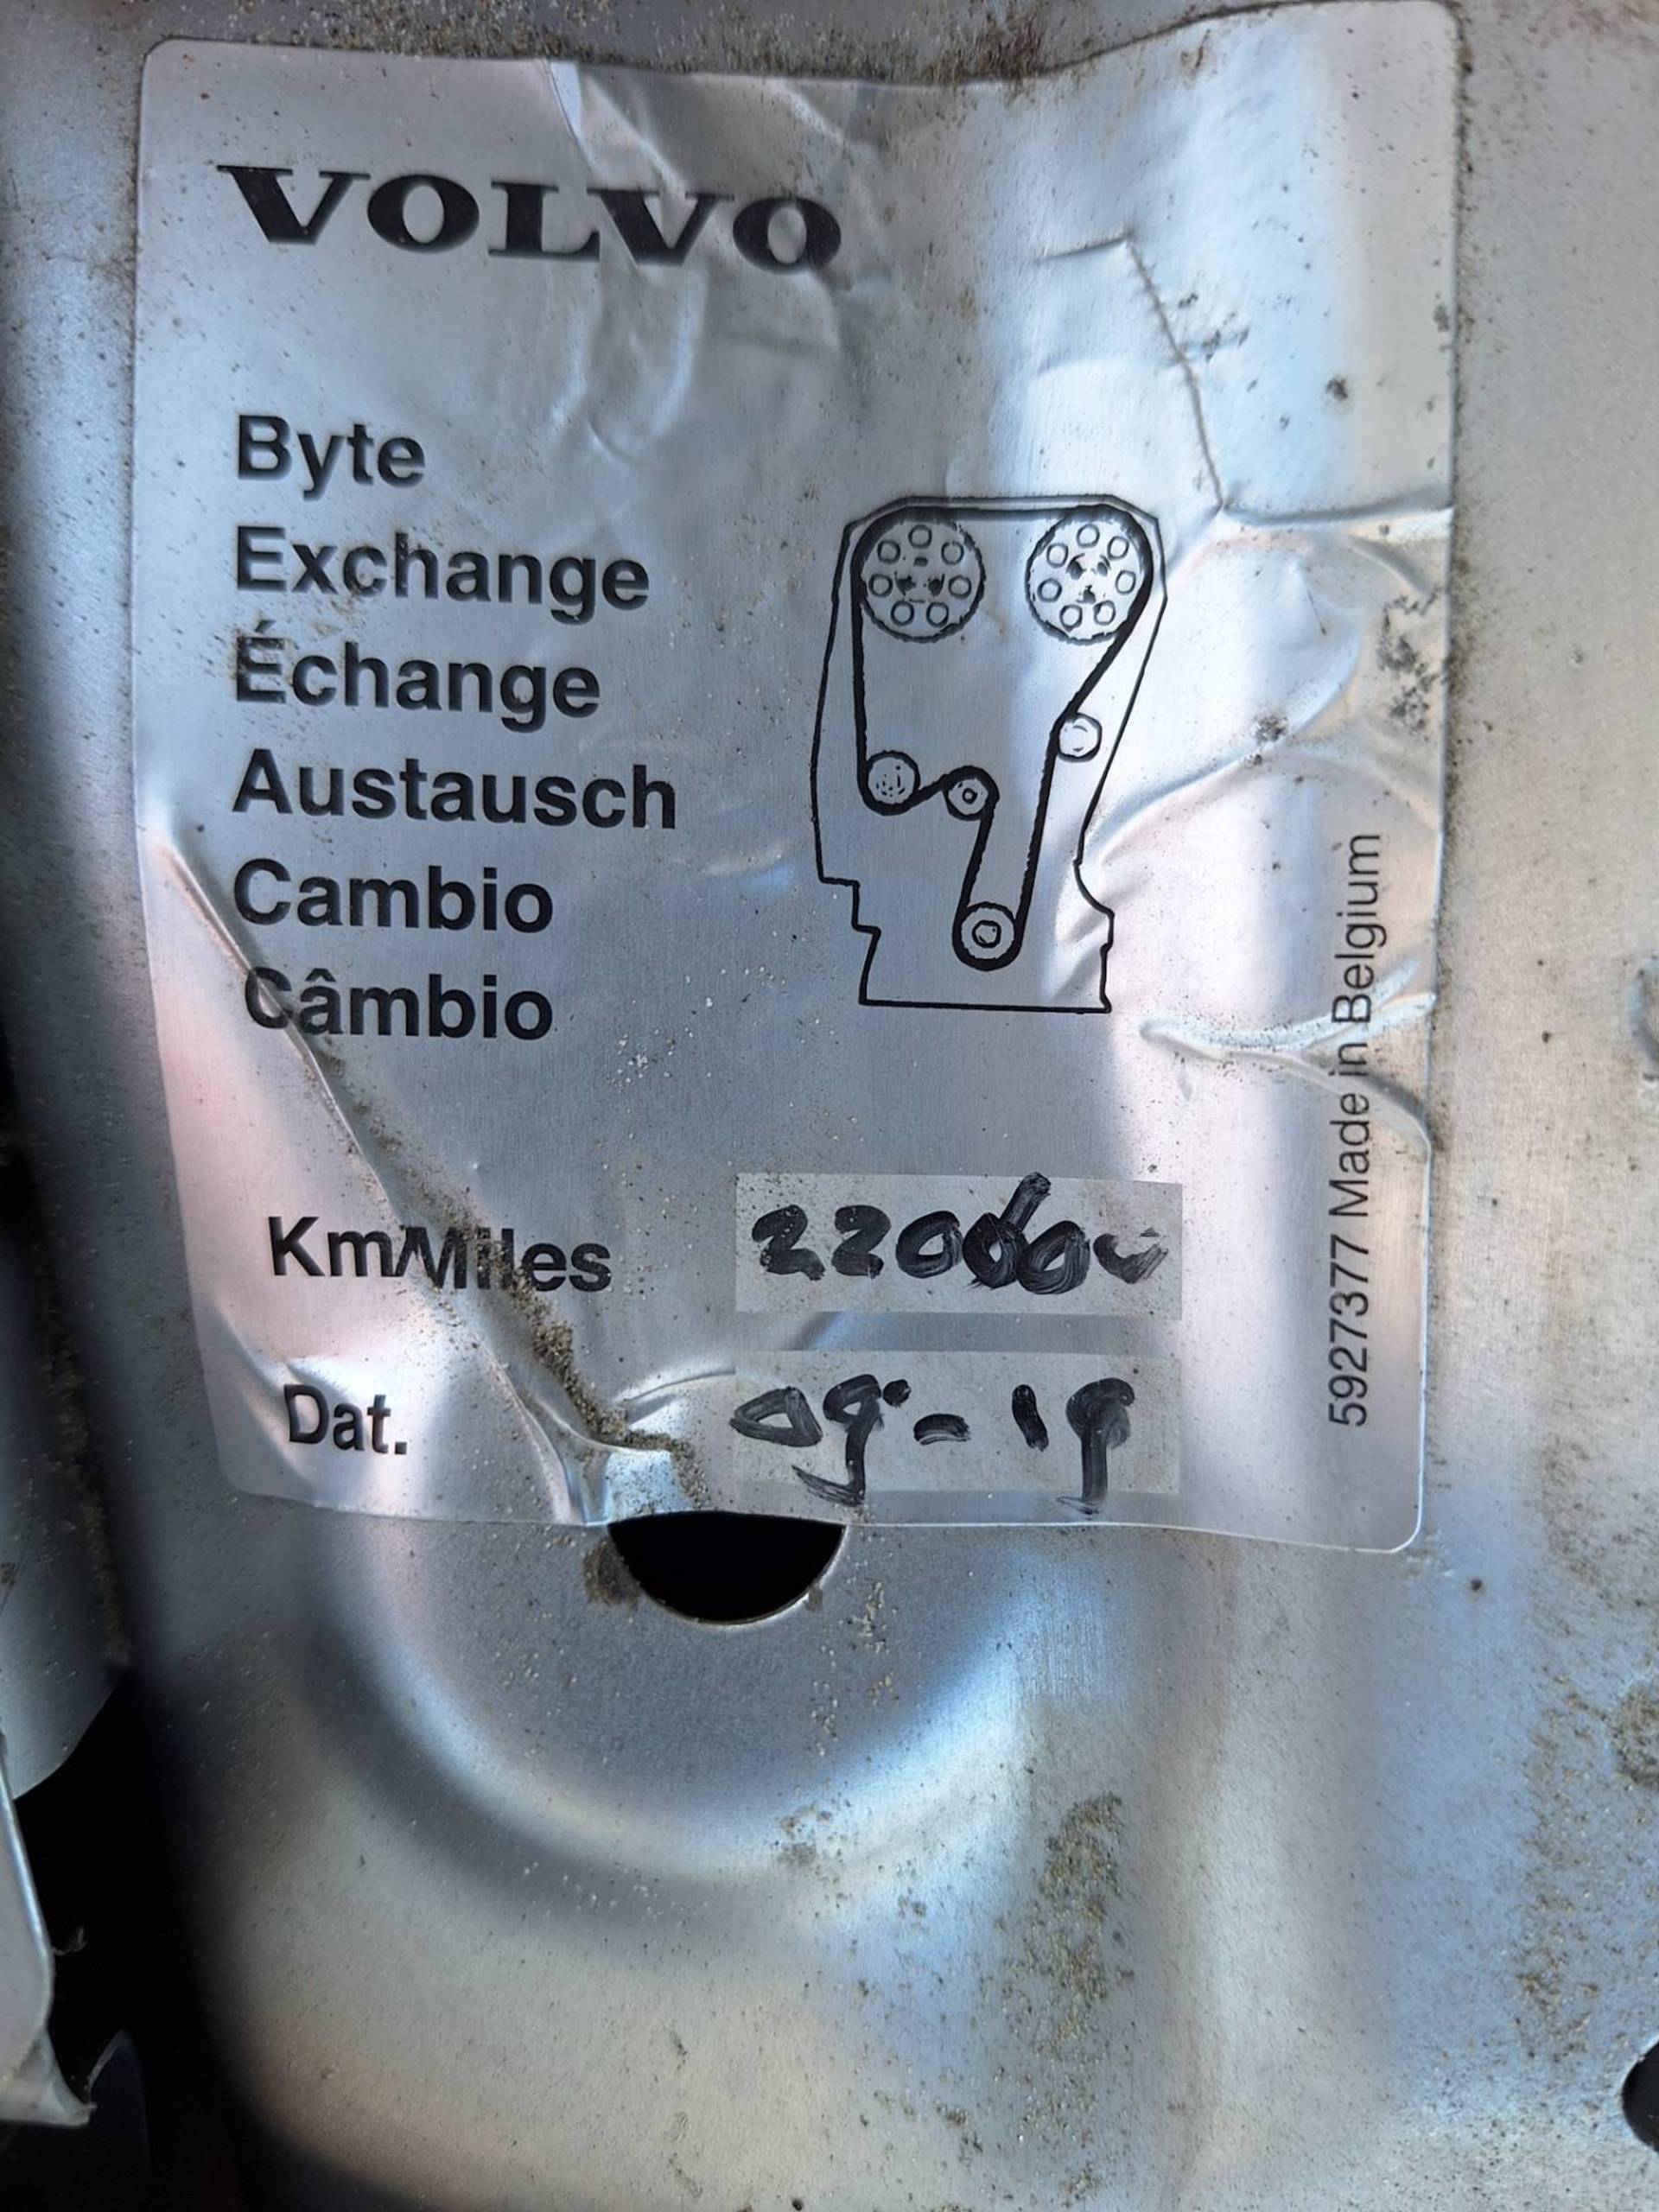 VOLVO
Byte
Exchange
Échange
Austausch
Cambio
Câmbio
Km/Miles 220000
Dat. 09-19
5927377 Made in Belgium